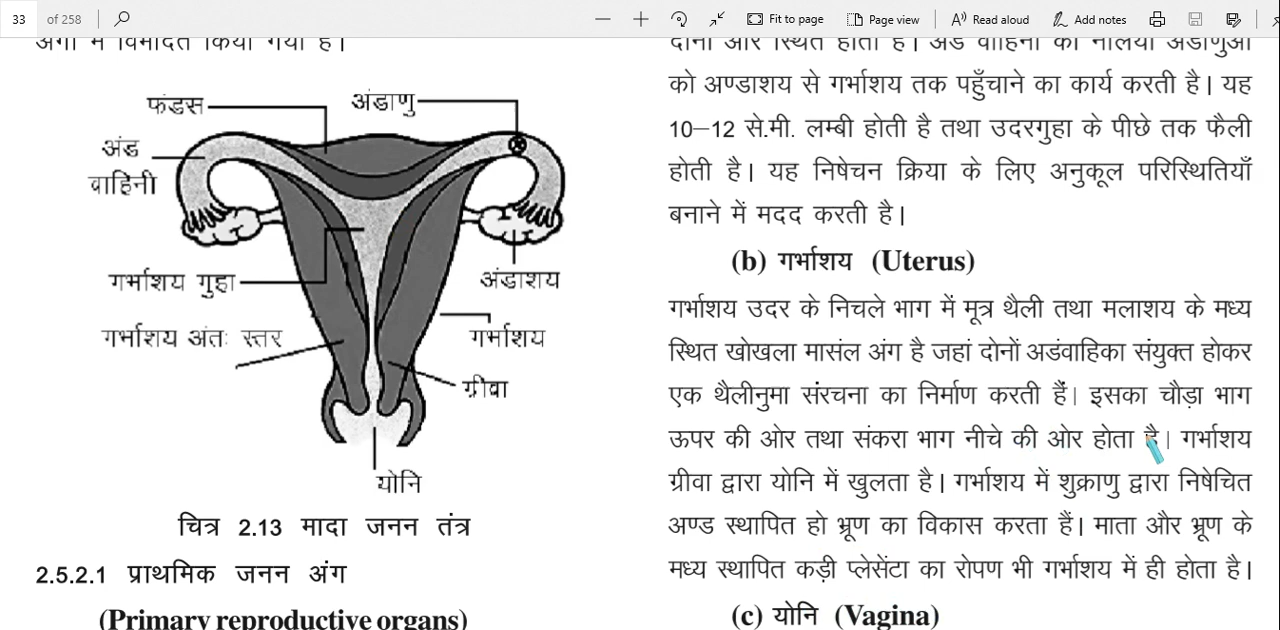 33 of 258 Fit to page Page view Read aloud Add notes
अंगों में विभाजित किया गया है।
फंडस
अंडाणु
अंड
वाहिनी
गर्भाशय गुहा
अंडाशय
गर्भाशय अंतः स्तर
गर्भाशय
ग्रीवा
योनि
चित्र 2.13 मादा जनन तंत्र
2.5.2.1 प्राथमिक जनन अंग
(Primary reproductive organs)
दोनों ओर स्थित होती है। अंड वाहिनी की नलियाँ अंडाणुओं
को अण्डाशय से गर्भाशय तक पहुँचाने का कार्य करती है। यह
10–12 से.मी. लम्बी होती है तथा उदरगुहा के पीछे तक फैली
होती है। यह निषेचन क्रिया के लिए अनुकूल परिस्थितियाँ
बनाने में मदद करती है।
(b) गर्भाशय (Uterus)
गर्भाशय उदर के निचले भाग में मूत्र थैली तथा मलाशय के मध्य
स्थित खोखला मासंल अंग है जहां दोनों अडंवाहिका संयुक्त होकर
एक थैलीनुमा संरचना का निर्माण करती हैं। इसका चौड़ा भाग
ऊपर की ओर तथा संकरा भाग नीचे की ओर होता है। गर्भाशय
ग्रीवा द्वारा योनि में खुलता है। गर्भाशय में शुक्राणु द्वारा निषेचित
अण्ड स्थापित हो भ्रूण का विकास करता हैं। माता और भ्रूण के
मध्य स्थापित कड़ी प्लेसेंटा का रोपण भी गर्भाशय में ही होता है।
(c) योनि (Vagina)